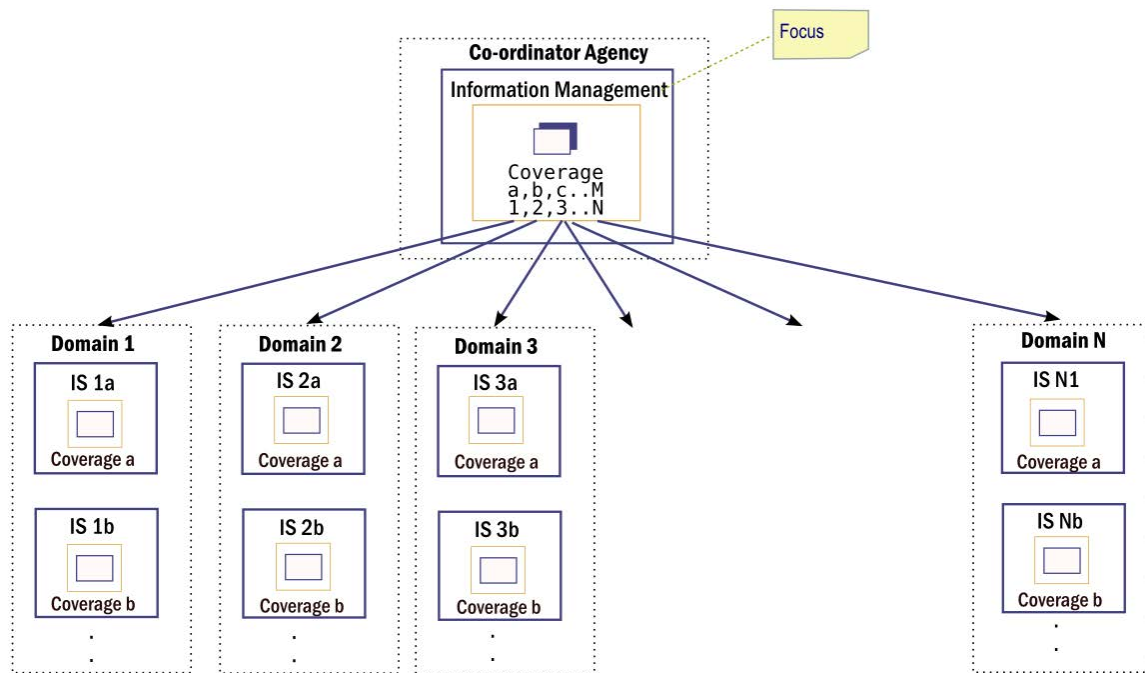 Focus
Co-ordinator Agency
Information Management
Coverage
a,b,c..M
1,2,3..N
Domain 1
IS 1a
Coverage a
IS 1b
Coverage b
.
.
Domain 2
IS 2a
Coverage a
IS 2b
Coverage b
.
.
Domain 3
IS 3a
Coverage a
IS 3b
Coverage b
.
.
Domain N
IS N1
Coverage a
IS Nb
Coverage b
.
.